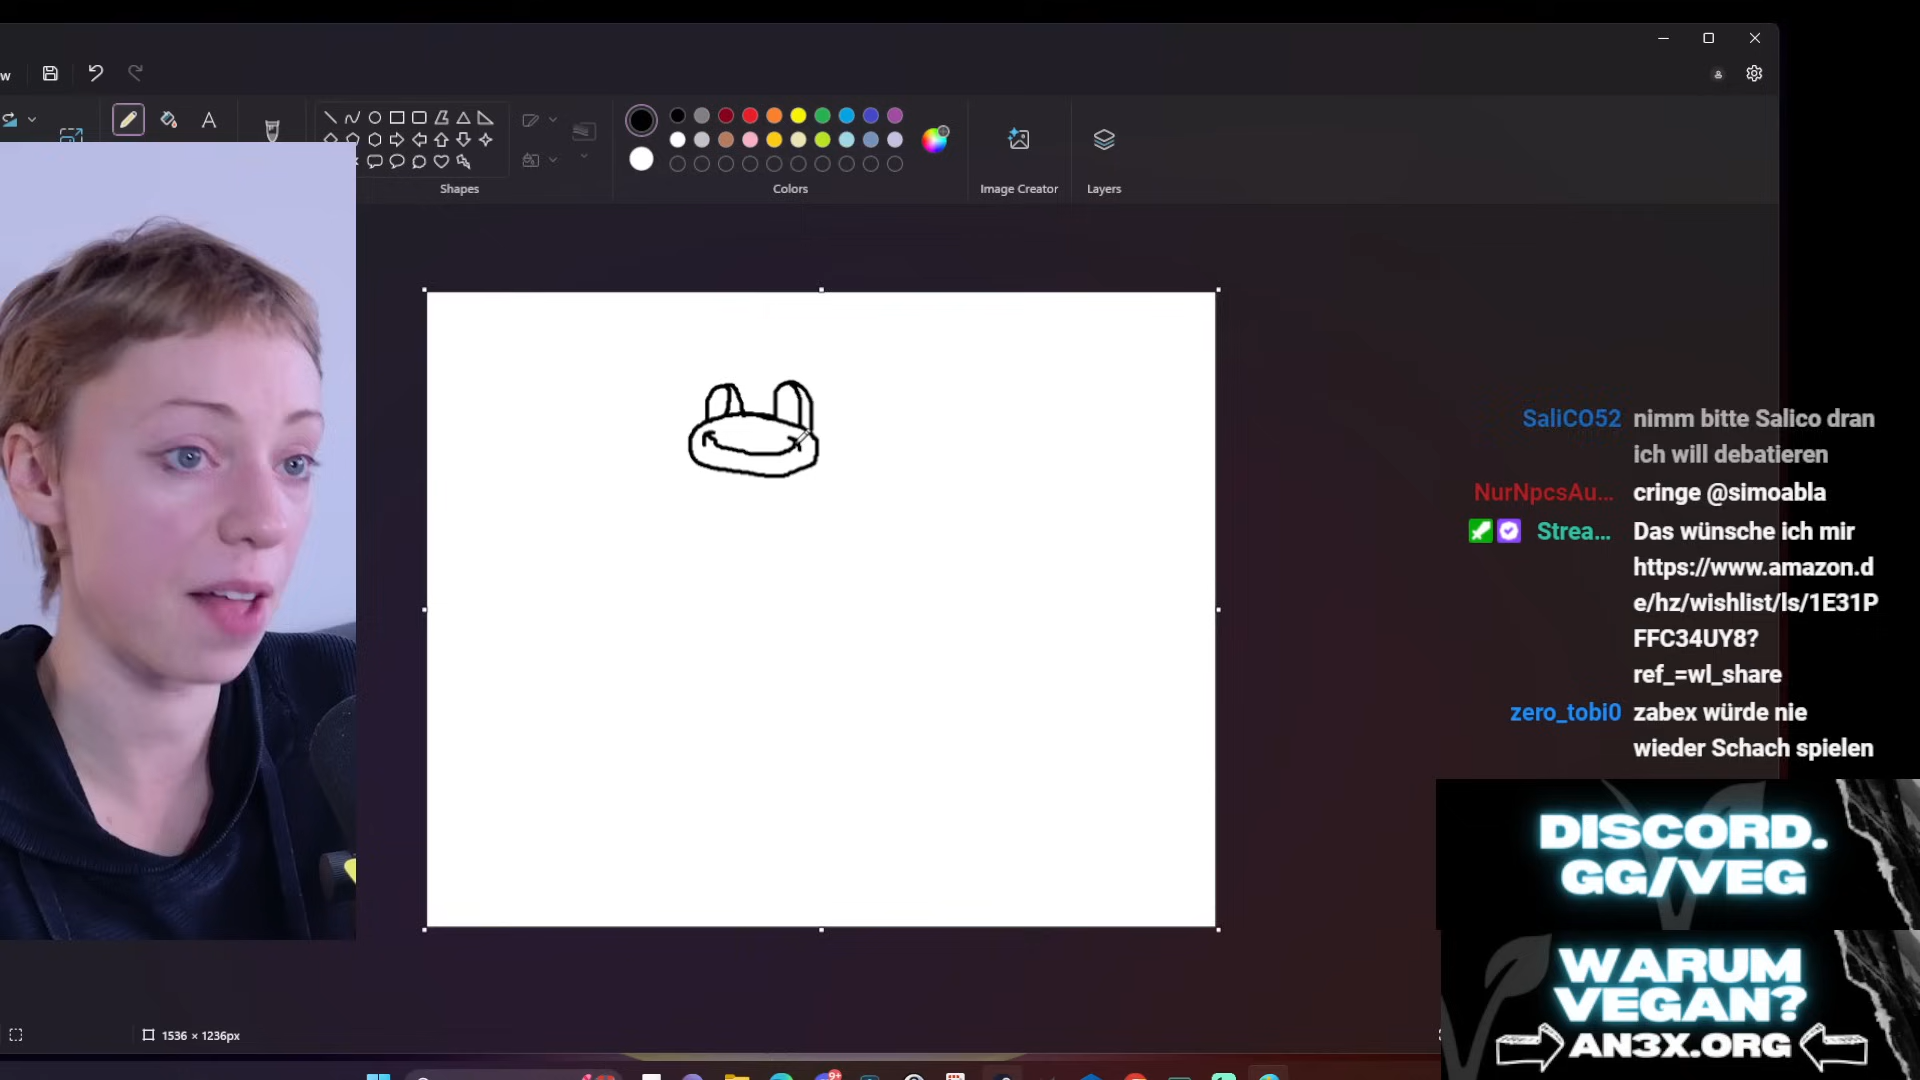 w
A
Shapes
Colors
Image Creator
Layers
SaliCO52 nimm bitte Salico dran
ich will debatieren
NurNpcsAu... cringe @simoabla
Strea... Das wünsche ich mir
https://www.amazon.d
e/hz/wishlist/ls/1E31P
FFC34UY8?
ref_=wl_share
zero_tobi0 zabex würde nie
wieder Schach spielen
DISCORD.
GG/VEG
WARUM
VEGAN?
AN3X.ORG
1536 × 1236px
9+